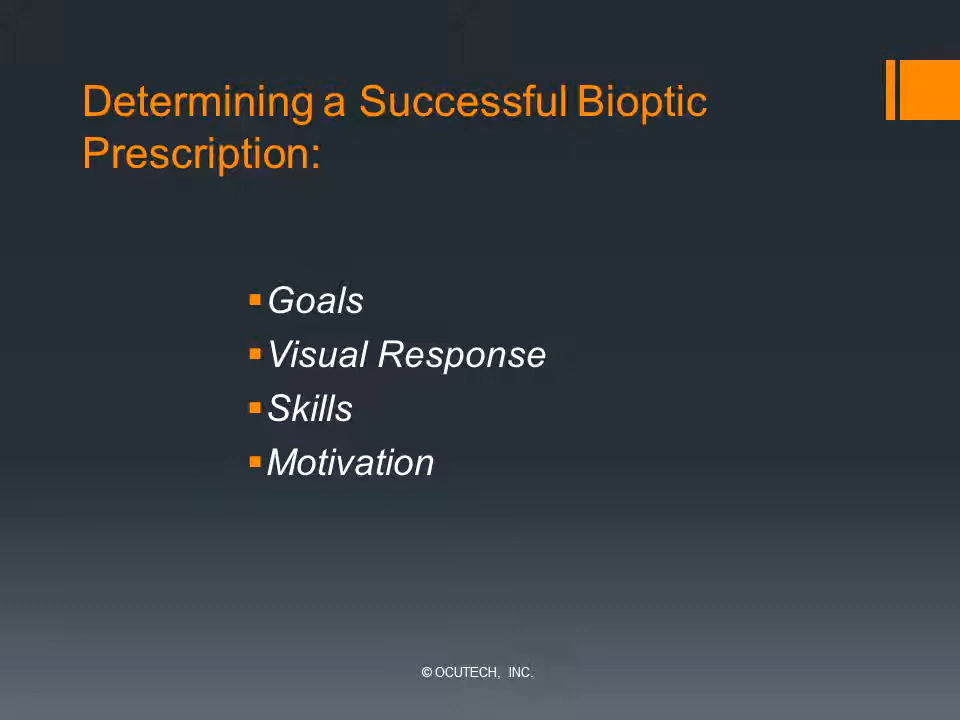 Determining a Successful Bioptic
Prescription:
Goals
Visual Response
Skills
Motivation
© OCUTECH, INC.